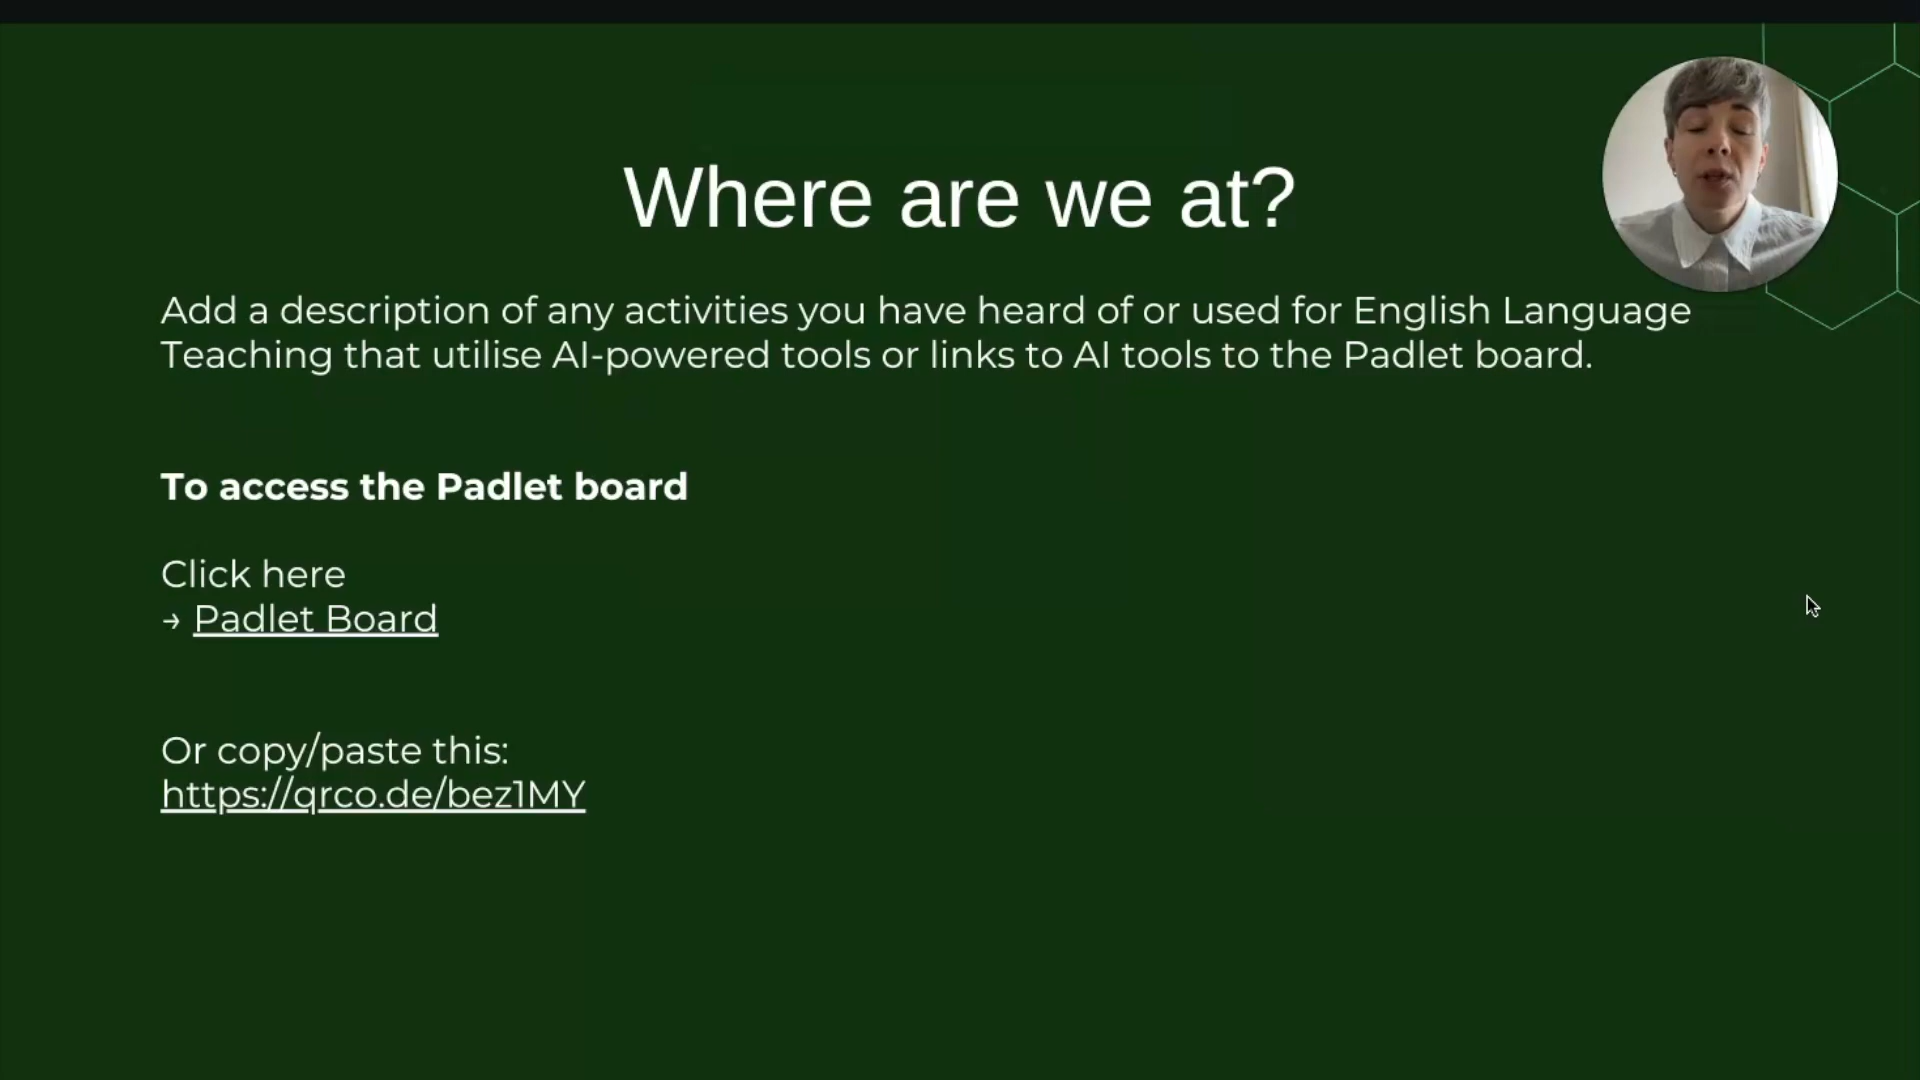 Where are we at?
Add a description of any activities you have heard of or used for English Language
Teaching that utilise AI-powered tools or links to AI tools to the Padlet board.
To access the Padlet board
Click here
→ Padlet Board
Or copy/paste this:
https://qrco.de/bez1MY